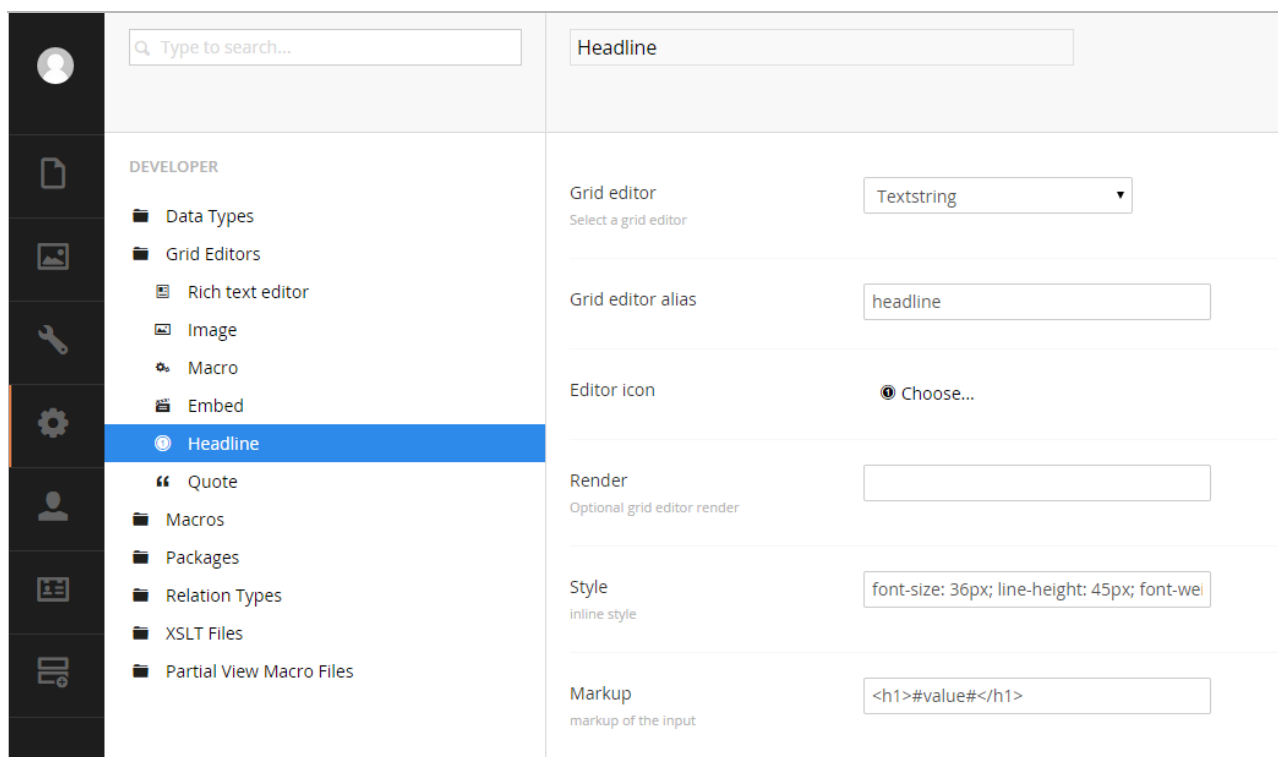 Type to search...
Headline
DEVELOPER
Data Types
Grid Editors
Rich text editor
Image
Macro
Embed
Headline
Quote
Macros
Packages
Relation Types
XSLT Files
Partial View Macro Files
Grid editor
Select a grid editor
Textstring
Grid editor alias
headline
Editor icon
Choose...
Render
Optional grid editor render
Style
inline style
font-size: 36px; line-height: 45px; font-wei
Markup
markup of the input
<h1>#value#</h1>